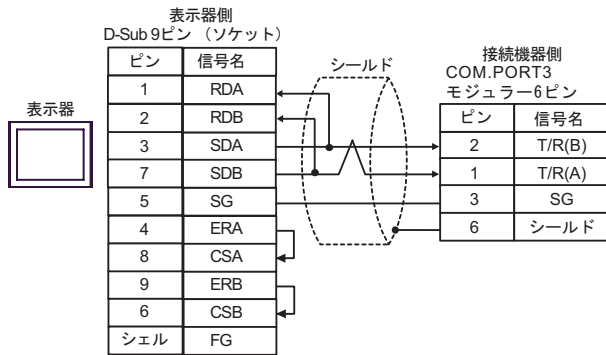 表示器側
D-Sub 9ピン （ソケット）
ピン 信号名
1 RDA
2 RDB
3 SDA
7 SDB
5 SG
4 ERA
8 CSA
9 ERB
6 CSB
シェル FG
表示器
シールド
接続機器側
COM.PORT3
モジュラー6ピン
ピン 信号名
2 T/R(B)
1 T/R(A)
3 SG
6 シールド